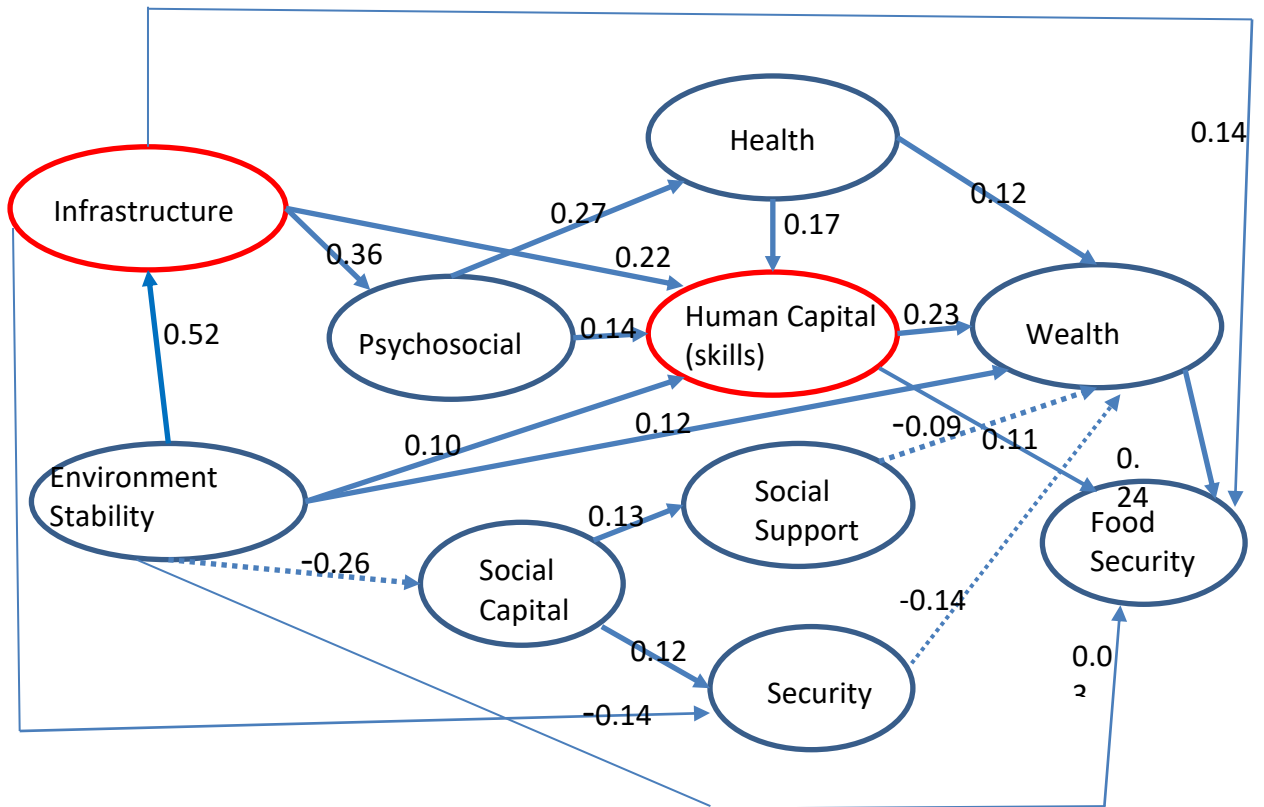 0.14
Health
Infrastructure
0.27
0.12
0.17
0.36
0.22
0.52
Psychosocial
0.14
Human Capital
(skills)
0.23
Wealth
0.10
0.12
-0.09
0.11
0.
24
Environment
Stability
Social
Support
0.13
Food
Security
-0.26
Social
Capital
-0.14
0.12
Security
0.0
-0.14